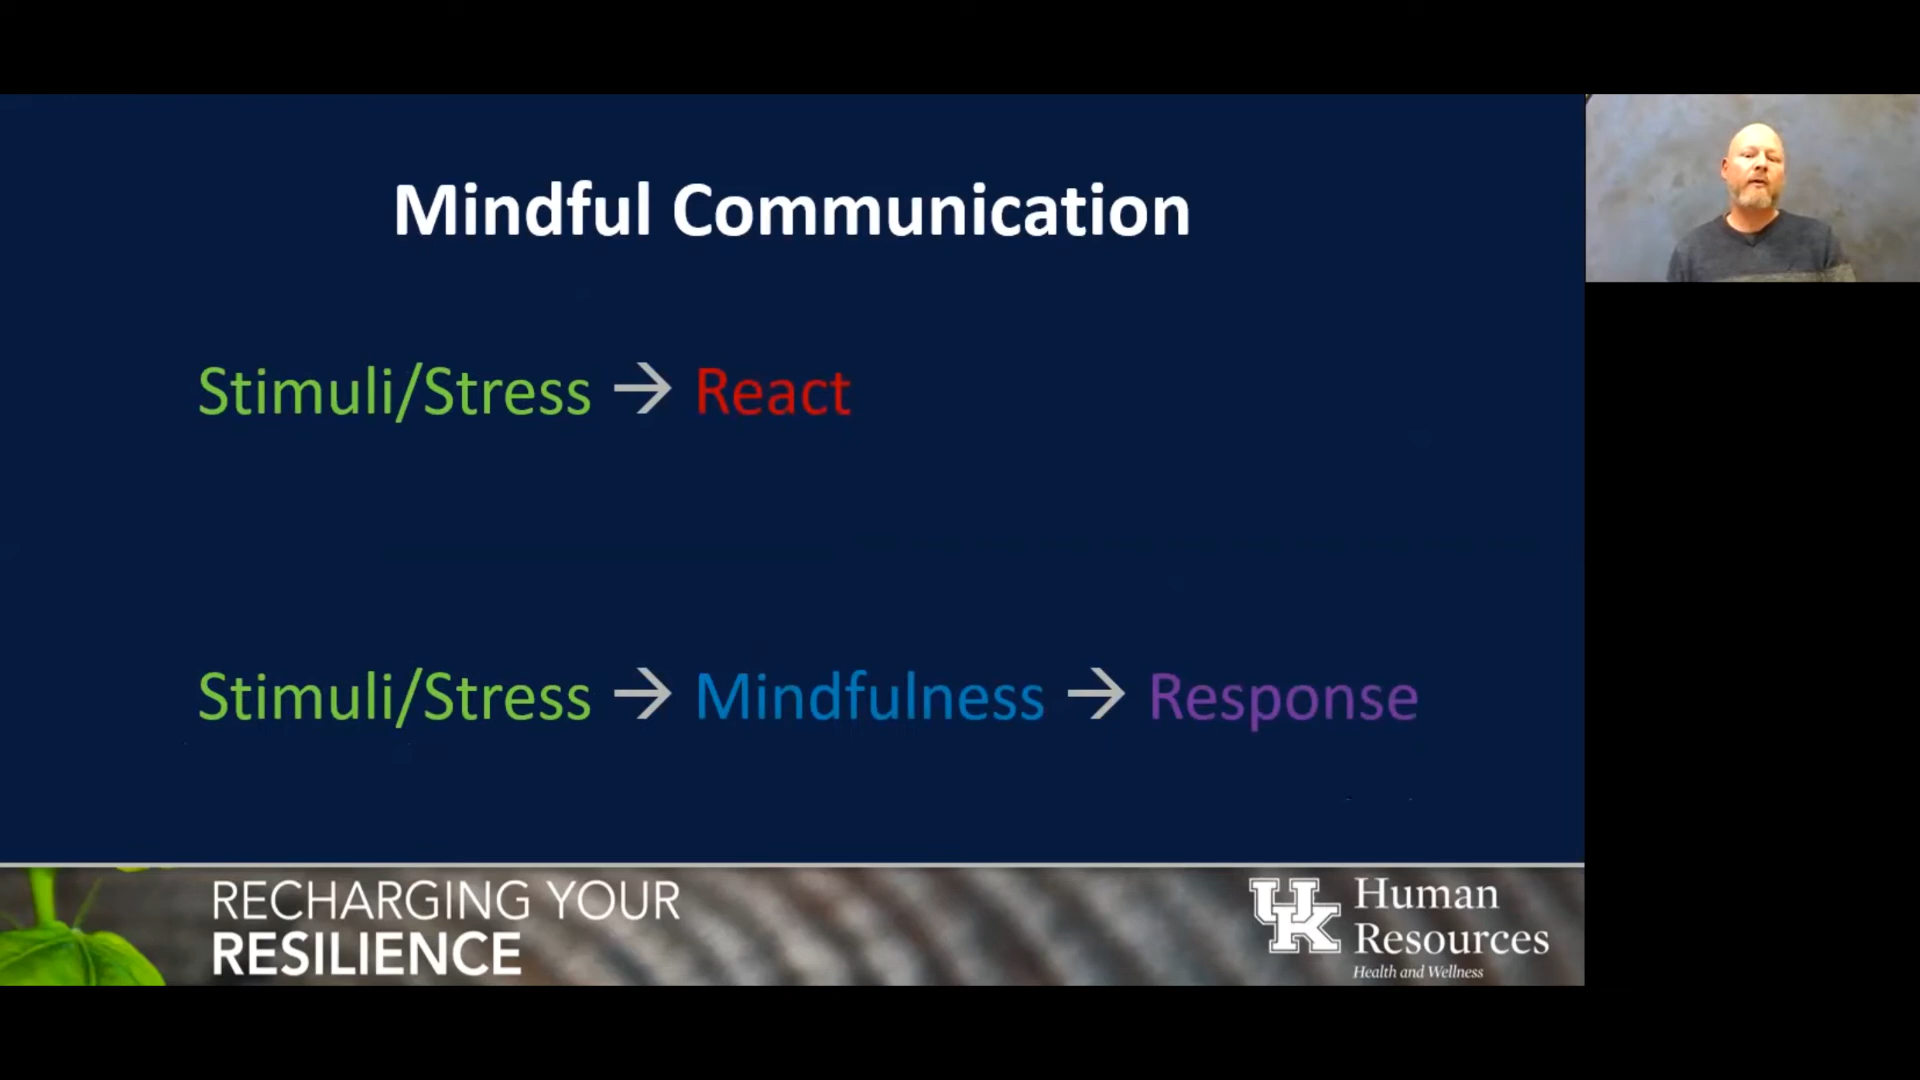 Mindful Communication
Stimuli/Stress → React
Stimuli/Stress → Mindfulness → Response
RECHARGING YOUR
RESILIENCE
UK
Human
Resources
Health and Wellness